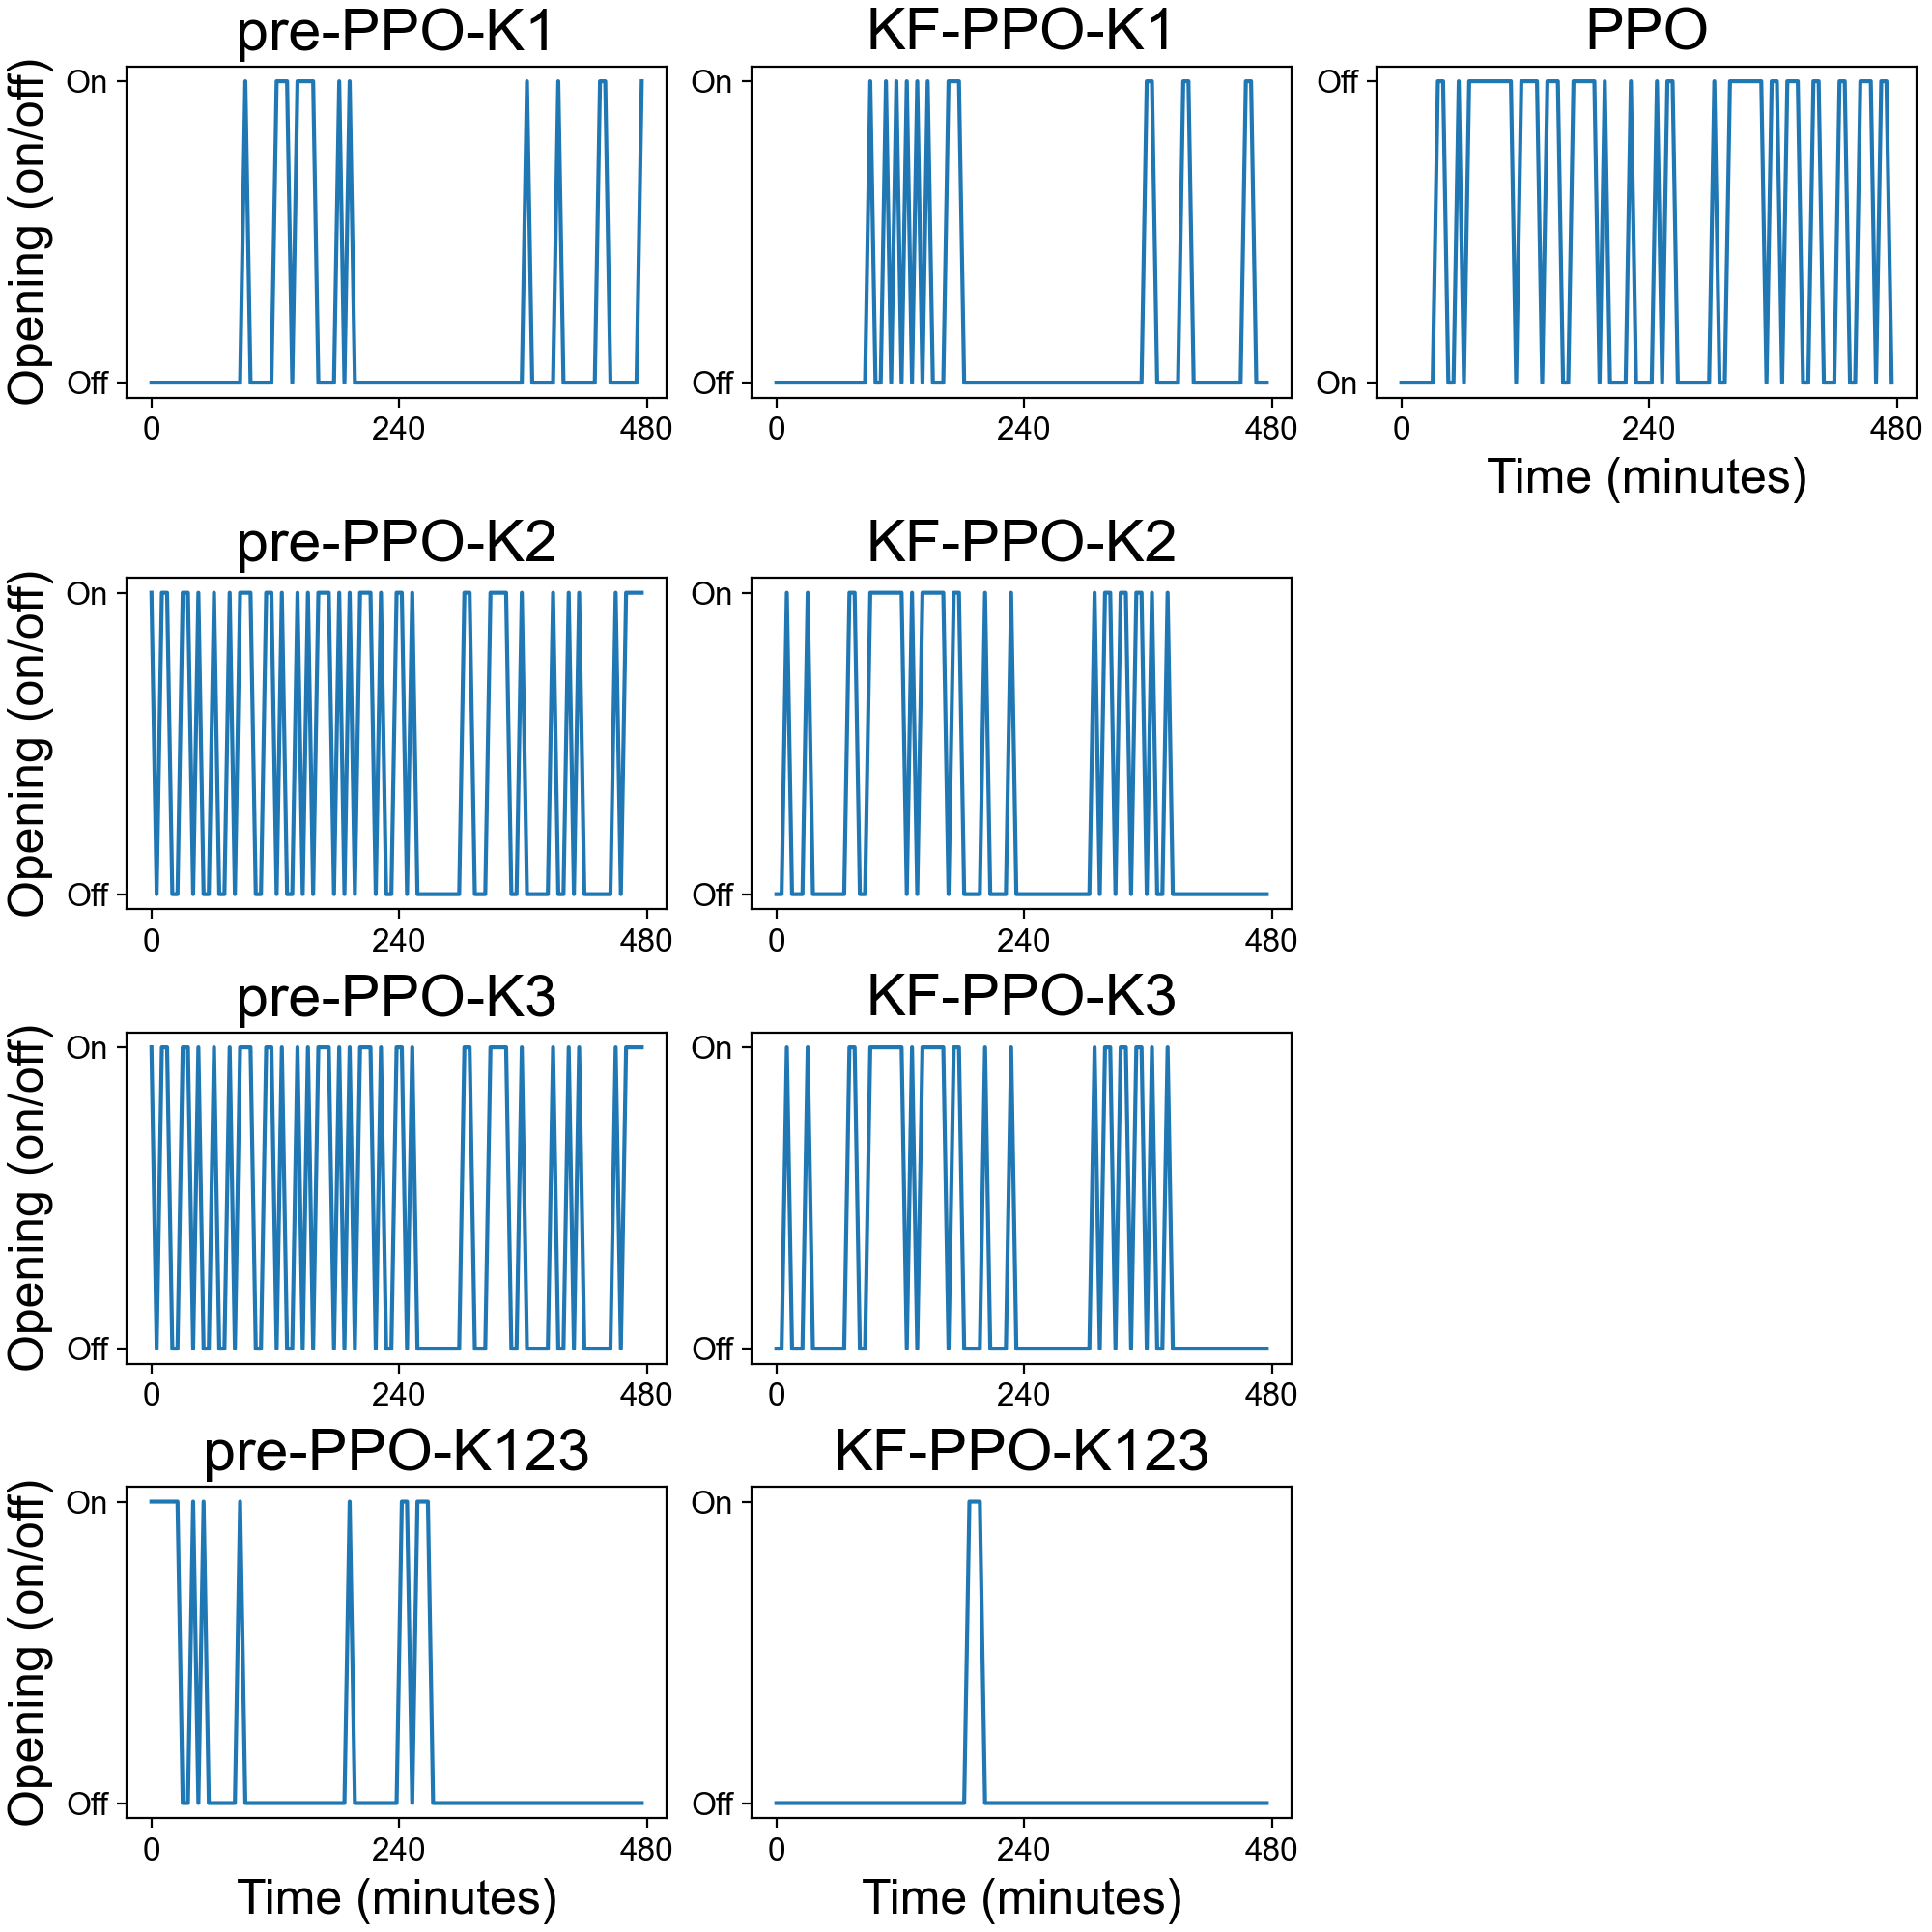 pre-PPO-K1 KF-PPO-K1 PPO
Opening (on/off)
On
Off
0 240 480
On
Off
0 240 480
Off
On
0 240 480
Time (minutes)
pre-PPO-K2 KF-PPO-K2
Opening (on/off)
On
Off
0 240 480
On
Off
0 240 480
pre-PPO-K3 KF-PPO-K3
Opening (on/off)
On
Off
0 240 480
On
Off
0 240 480
pre-PPO-K123 KF-PPO-K123
Opening (on/off)
On
Off
0 240 480
On
Off
0 240 480
Time (minutes) Time (minutes)